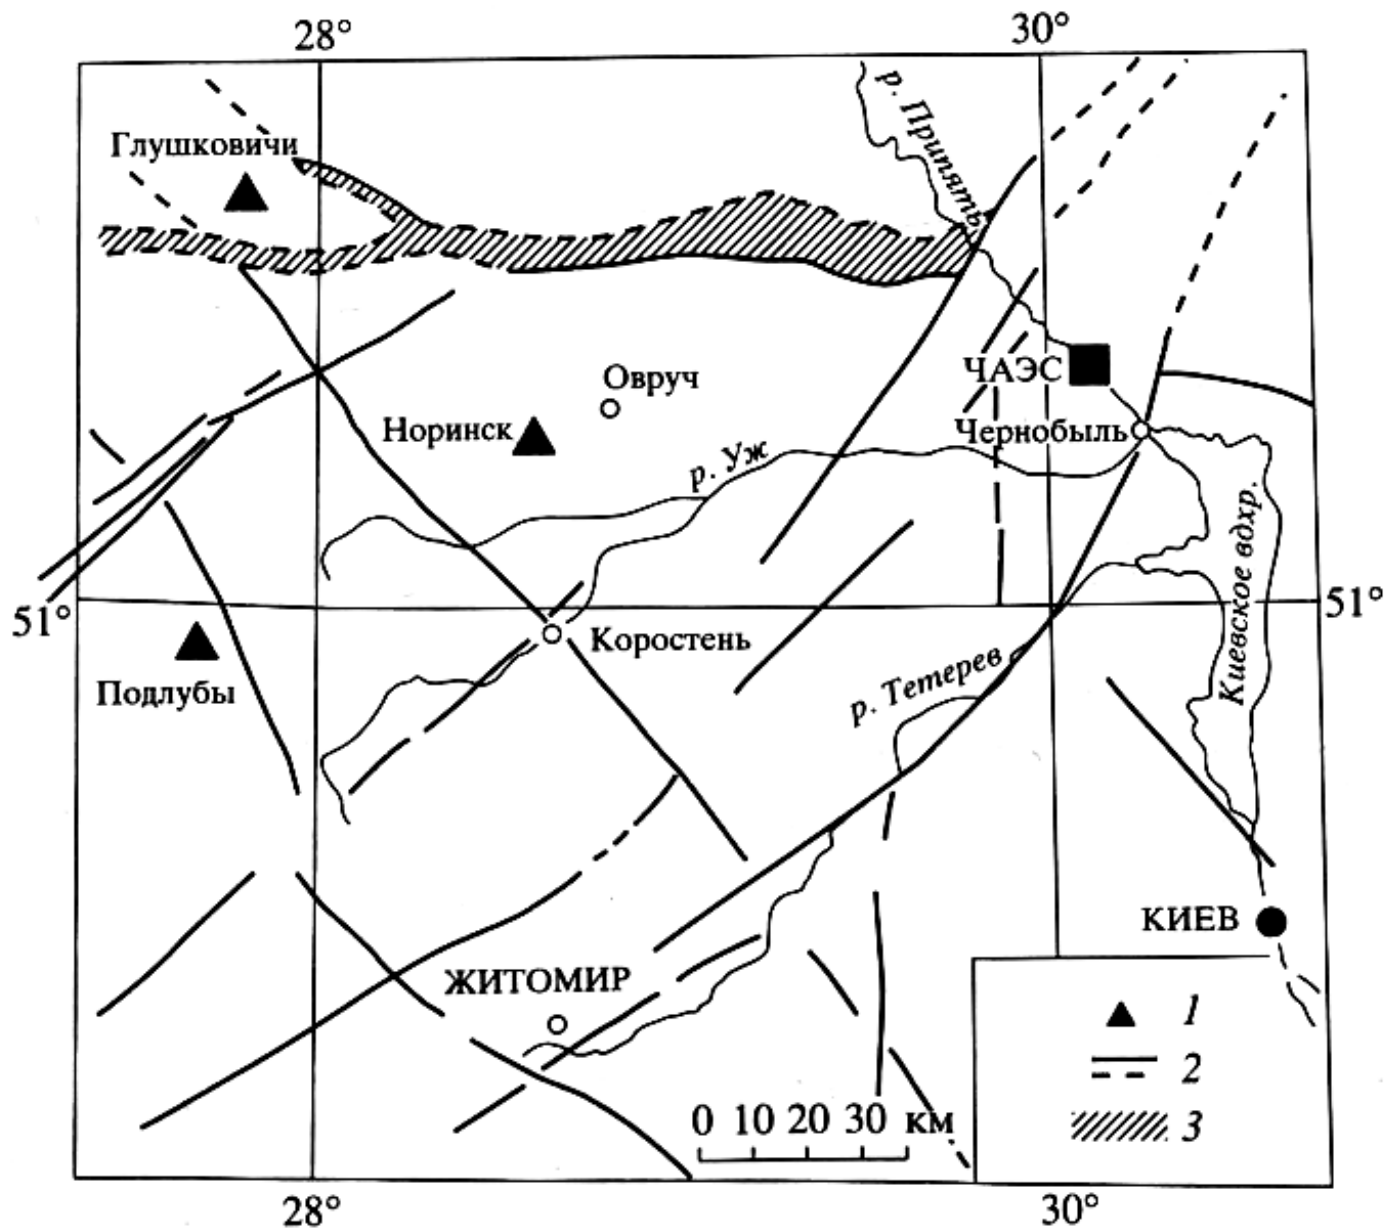 28°
30°
р. Припять
Глушковичи
ЧАЭС
Овруч
Норинск
Чернобыль
р. Уж
Киевское вдхр.
51°
51°
Коростень
Подлубы
р. Тетерев
КИЕВ
ЖИТОМИР
1
2
0 10 20 30 км
3
28°
30°